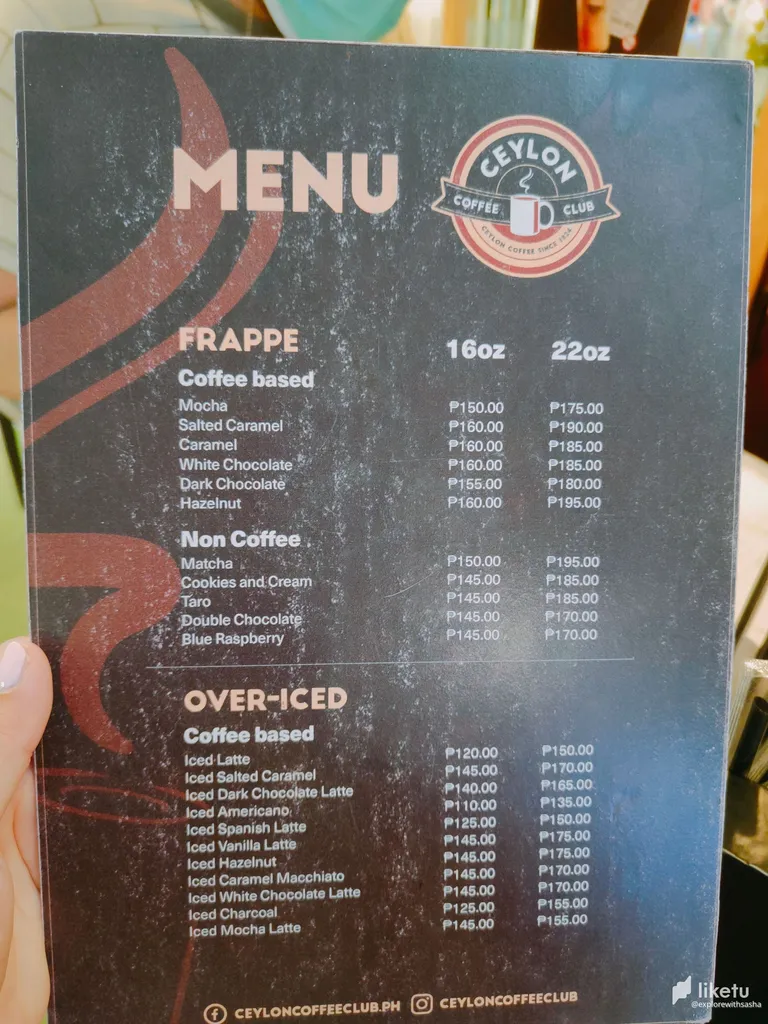 MENU
CEYLON
COFFEE CLUB
CEYLON COFFEE SINCE 1824
FRAPPE 16oz 22oz
Coffee based
Mocha ₱150.00 ₱175.00
Salted Caramel ₱160.00 ₱190.00
Caramel ₱160.00 ₱185.00
White Chocolate ₱160.00 ₱185.00
Dark Chocolate ₱155.00 ₱180.00
Hazelnut ₱160.00 ₱195.00
Non Coffee
Matcha ₱150.00 ₱195.00
Cookies and Cream ₱145.00 ₱185.00
Taro ₱145.00 ₱185.00
Double Chocolate ₱145.00 ₱170.00
Blue Raspberry ₱145.00 ₱170.00
OVER-ICED
Coffee based
Iced Latte ₱120.00 ₱150.00
Iced Salted Caramel ₱145.00 ₱170.00
Iced Dark Chocolate Latte ₱140.00 ₱165.00
Iced Americano ₱110.00 ₱135.00
Iced Spanish Latte ₱125.00 ₱150.00
Iced Vanilla Latte ₱145.00 ₱175.00
Iced Hazelnut ₱145.00 ₱175.00
Iced Caramel Macchiato ₱145.00 ₱170.00
Iced White Chocolate Latte ₱145.00 ₱170.00
Iced Charcoal ₱125.00 ₱155.00
Iced Mocha Latte ₱145.00 ₱155.00
CEYLONCOFFEECLUB.PH CEYLONCOFFEECLUB
liketu
@explorewithsasha